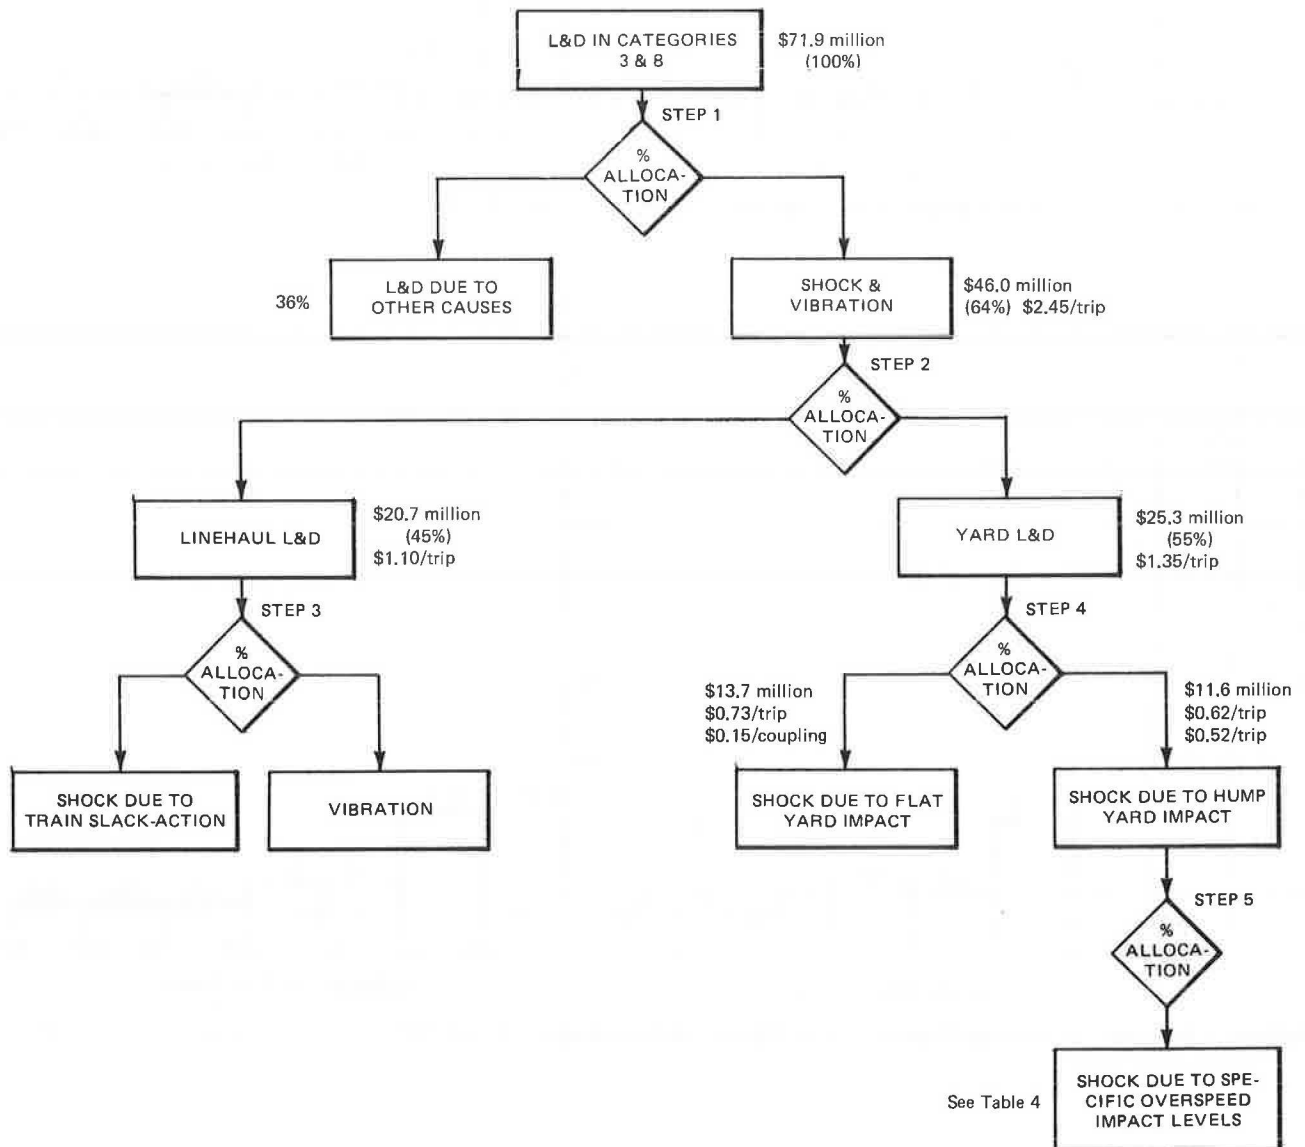 L&D IN CATEGORIES
3 & 8
$71.9 million
(100%)
STEP 1
%
ALLOCA-
TION
36%
L&D DUE TO
OTHER CAUSES
SHOCK &
VIBRATION
$46.0 million
(64%) $2.45/trip
STEP 2
%
ALLOCA-
TION
LINEHAUL L&D
$20.7 million
(45%)
$1.10/trip
YARD L&D
$25.3 million
(55%)
$1.35/trip
STEP 3
%
ALLOCA-
TION
STEP 4
%
ALLOCA-
TION
$13.7 million
$0.73/trip
$0.15/coupling
$11.6 million
$0.62/trip
$0.52/trip
SHOCK DUE TO
TRAIN SLACK-ACTION
VIBRATION
SHOCK DUE TO FLAT
YARD IMPACT
SHOCK DUE TO HUMP
YARD IMPACT
STEP 5
%
ALLOCA-
TION
See Table 4
SHOCK DUE TO SPE-
CIFIC OVERSPEED
IMPACT LEVELS